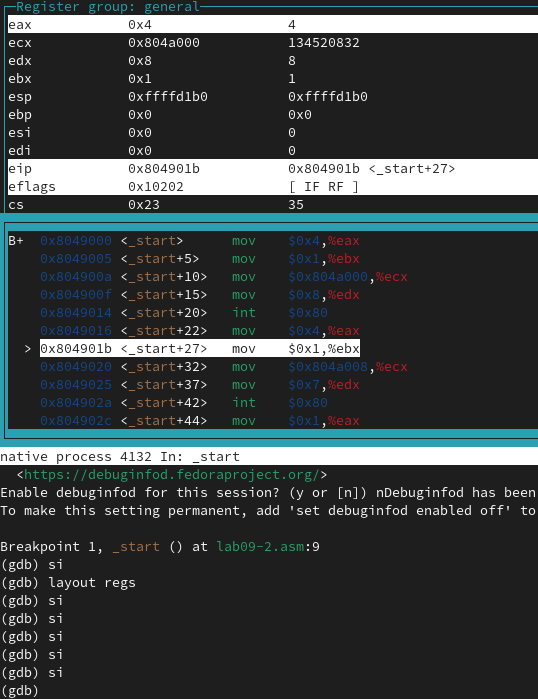 Register group: general
eax 0x4 4
ecx 0x804a000 134520832
edx 0x8 8
ebx 0x1 1
esp 0xffffd1b0 0xffffd1b0
ebp 0x0 0x0
esi 0x0 0
edi 0x0 0
eip 0x804901b 0x804901b <_start+27>
eflags 0x10202 [ IF RF ]
cs 0x23 35
B+ 0x8049000 <_start> mov $0x4,%eax
0x8049005 <_start+5> mov $0x1,%ebx
0x804900a <_start+10> mov $0x804a000,%ecx
0x804900f <_start+15> mov $0x8,%edx
0x8049014 <_start+20> int $0x80
0x8049016 <_start+22> mov $0x4,%eax
> 0x804901b <_start+27> mov $0x1,%ebx
0x8049020 <_start+32> mov $0x804a008,%ecx
0x8049025 <_start+37> mov $0x7,%edx
0x804902a <_start+42> int $0x80
0x804902c <_start+44> mov $0x1,%eax
native process 4132 In: _start
<https://debuginfod.fedoraproject.org/>
Enable debuginfod for this session? (y or [n]) nDebuginfod has been
To make this setting permanent, add 'set debuginfod enabled off' to
Breakpoint 1, _start () at lab09-2.asm:9
(gdb) si
(gdb) layout regs
(gdb) si
(gdb) si
(gdb) si
(gdb) si
(gdb) si
(gdb)